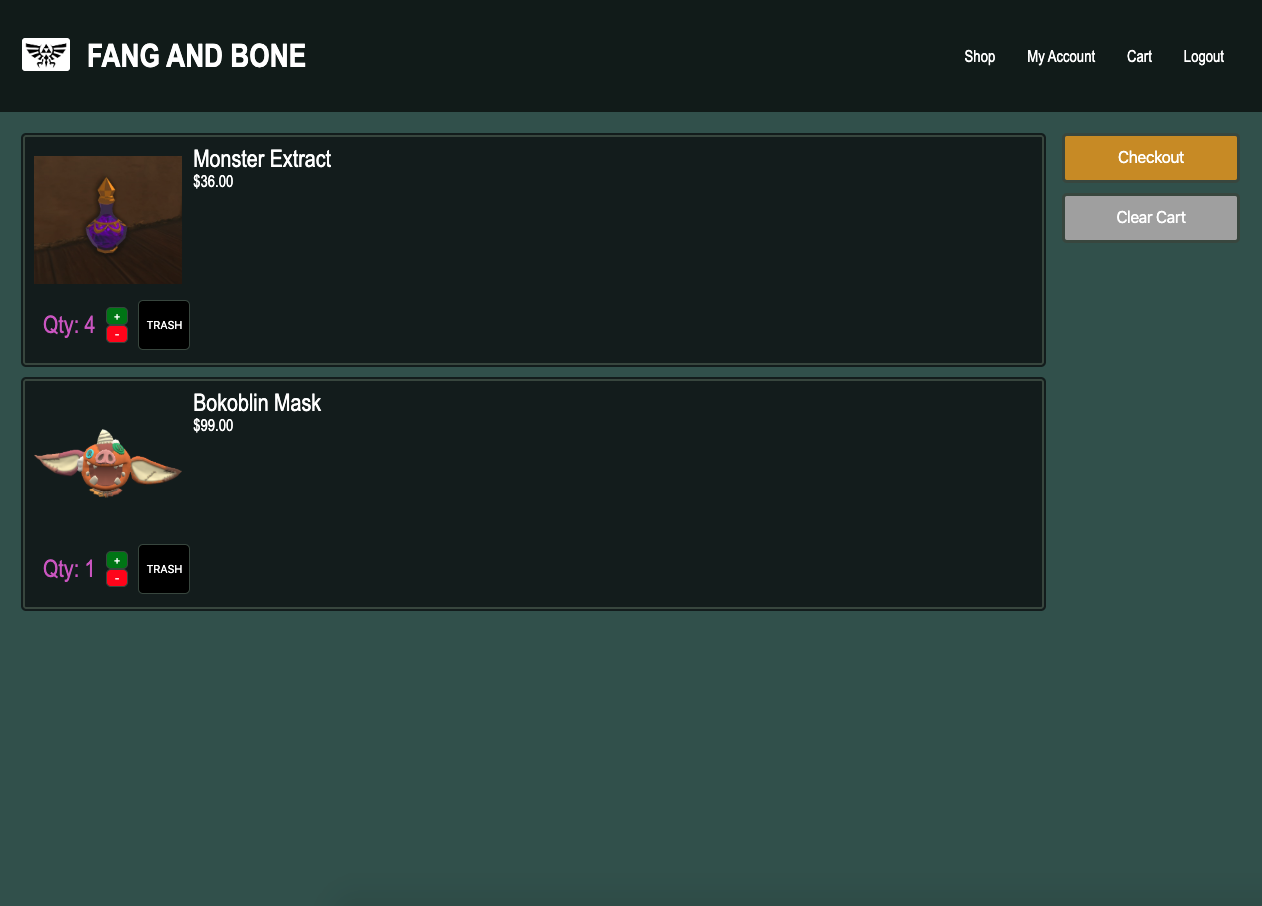 FANG AND BONE
Shop My Account Cart Logout
Monster Extract
$36.00
Qty: 4
+
-
TRASH
Bokoblin Mask
$99.00
Qty: 1
+
-
TRASH
Checkout
Clear Cart